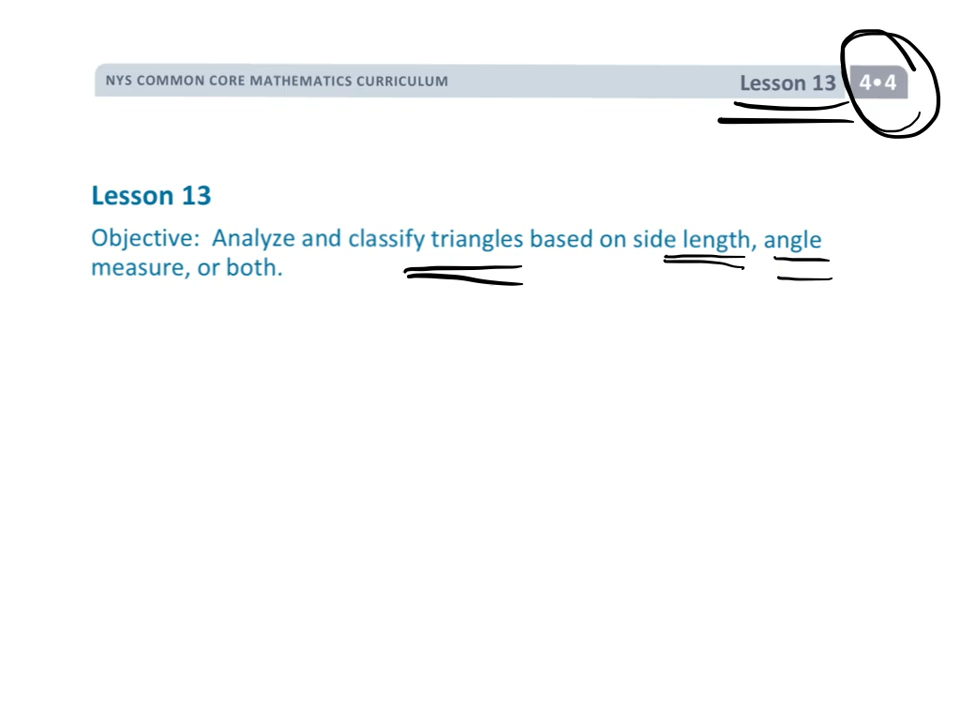 NYS COMMON CORE MATHEMATICS CURRICULUM Lesson 13 4•4
Lesson 13
Objective: Analyze and classify triangles based on side length, angle
measure, or both.